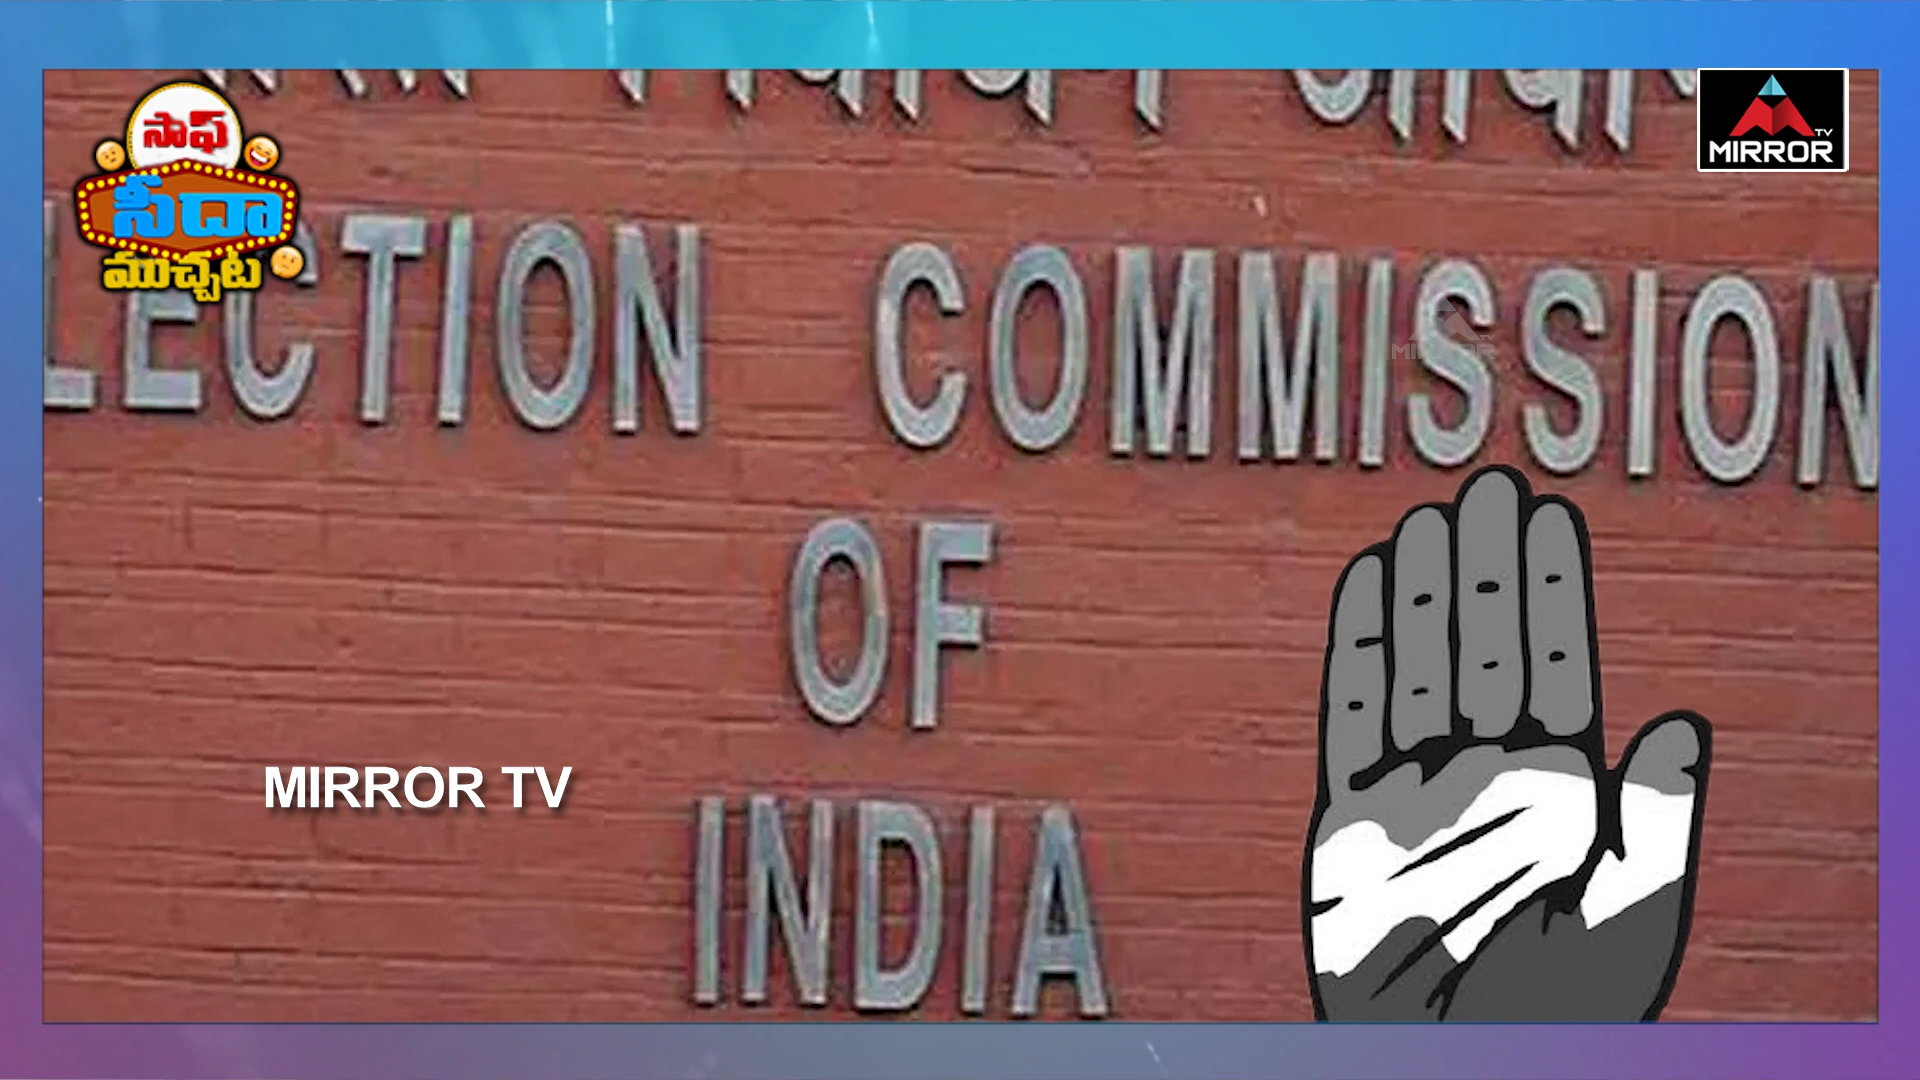 సాఫ్
సీదా
ముచ్చట
TV
MIRROR
LECTION COMMISSION
OF
INDIA
MIRROR TV